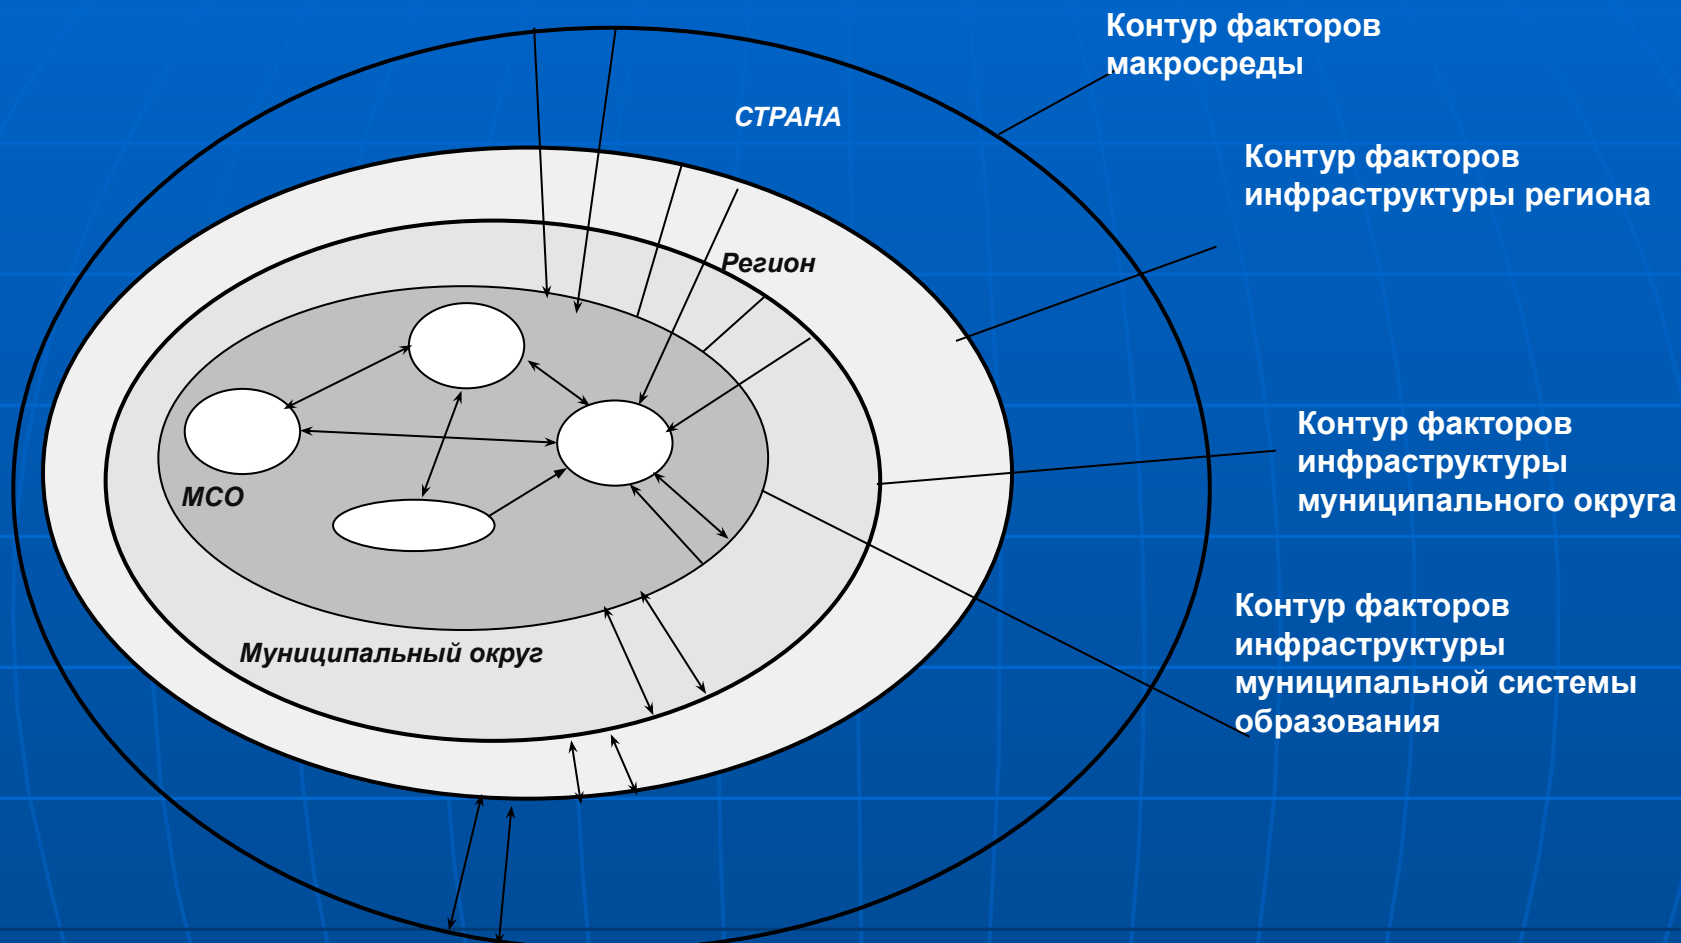 Контур факторов
макросреды
СТРАНА
Контур факторов
инфраструктуры региона
Регион
Контур факторов
инфраструктуры
муниципального округа
МСО
Контур факторов
инфраструктуры
муниципальной системы
образования
Муниципальный округ